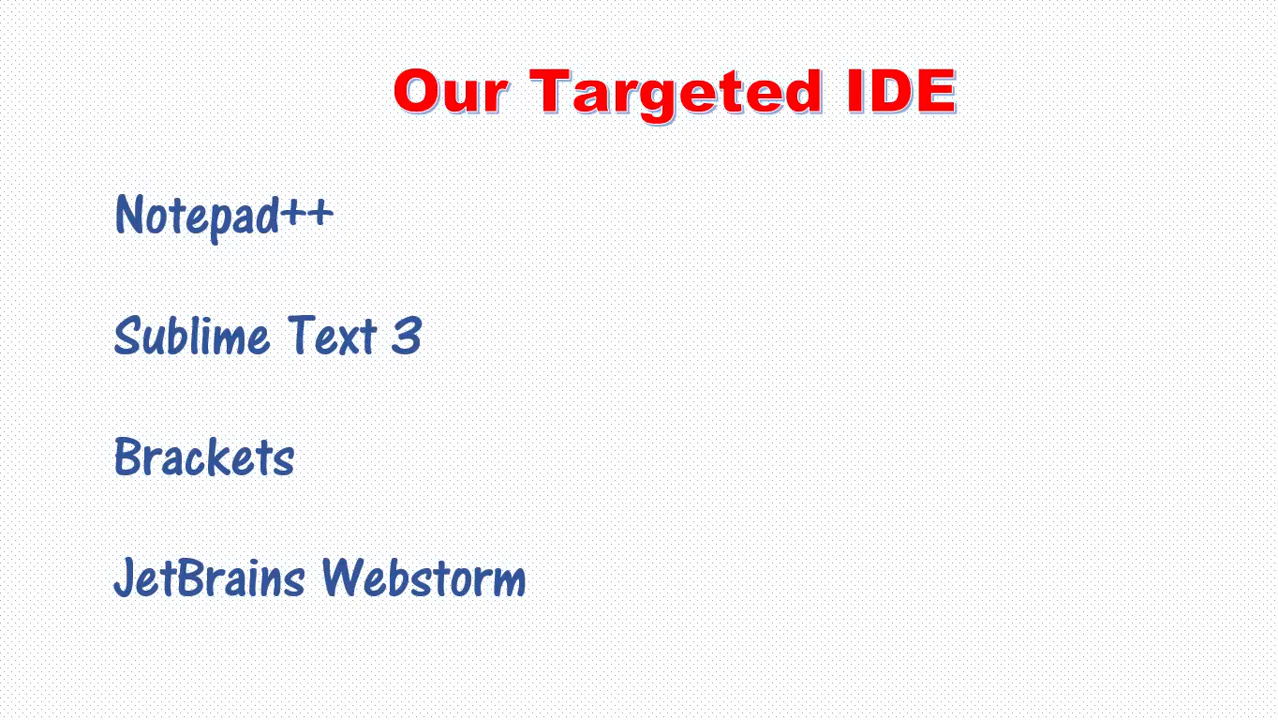 Our Targeted IDE
Notepad++
Sublime Text 3
Brackets
JetBrains Webstorm